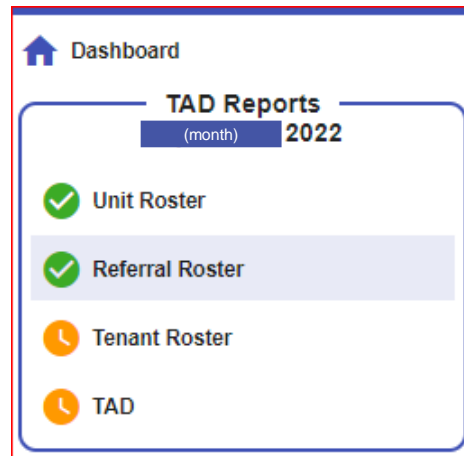 Dashboard
TAD Reports
(month) 2022
Unit Roster
Referral Roster
Tenant Roster
TAD